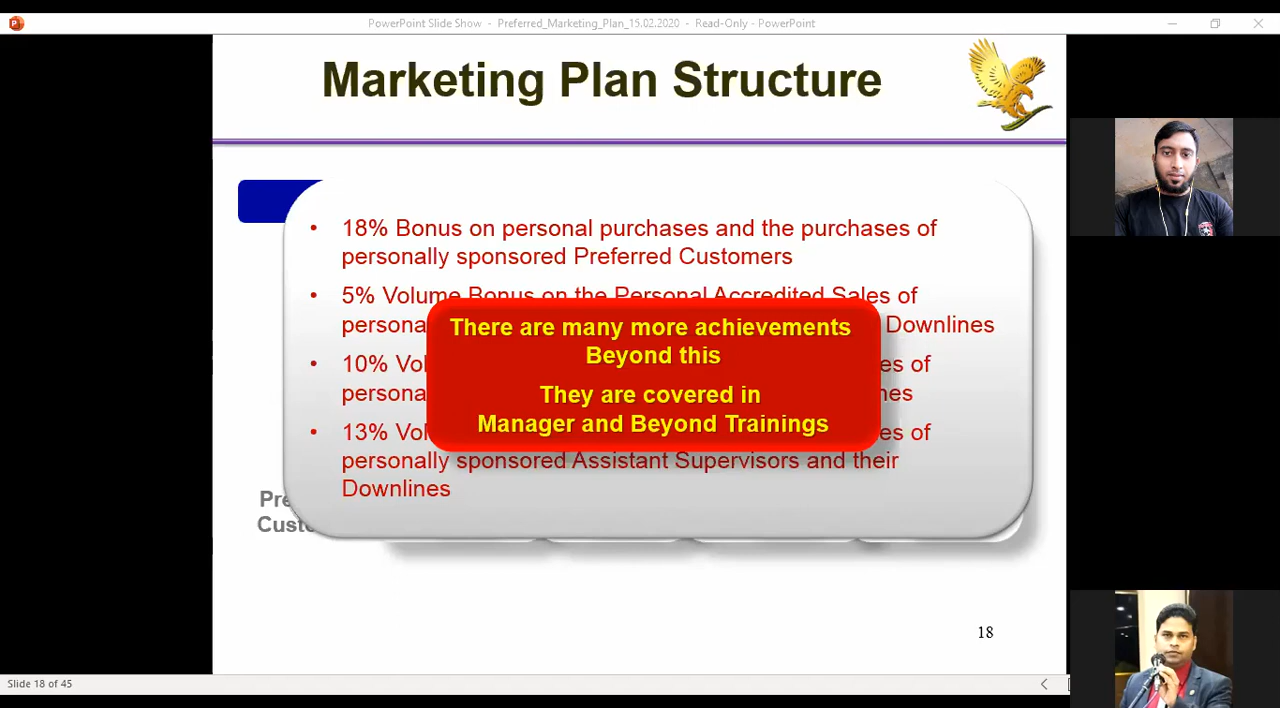 PowerPoint Slide Show - Preferred_Marketing_Plan_15.02.2020 - Read-Only - PowerPoint
Marketing Plan Structure
• 18% Bonus on personal purchases and the purchases of
personally sponsored Preferred Customers
• 5% Volume Bonus on the Personal Accredited Sales of
persona Downlines
• 10% Vol es of
persona nes
• 13% Vol es of
personally sponsored Assistant Supervisors and their
Downlines
There are many more achievements
Beyond this
They are covered in
Manager and Beyond Trainings
Pre
Custo
18
Slide 18 of 45